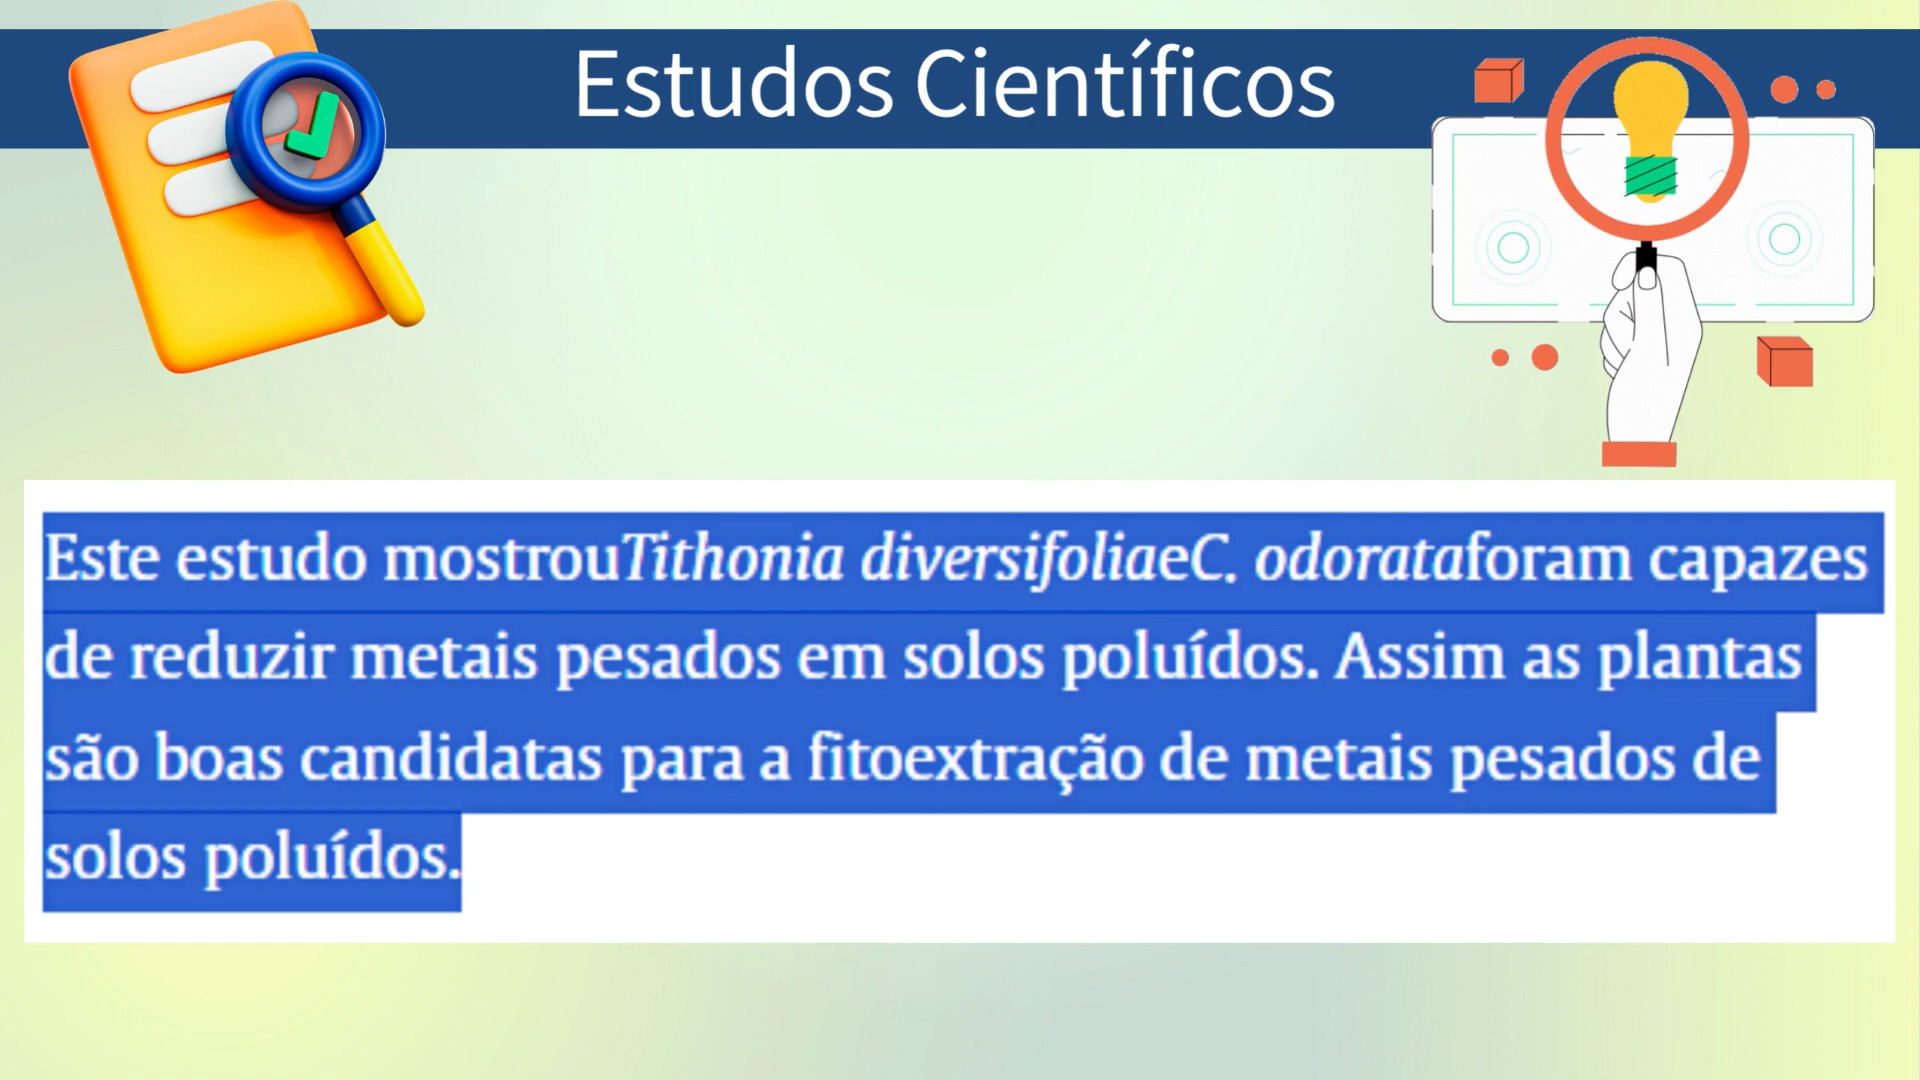 Estudos Científicos
Este estudo mostrouTithonia diversifoliaeC. odorataforam capazes
de reduzir metais pesados em solos poluídos. Assim as plantas
são boas candidatas para a fitoextração de metais pesados de
solos poluídos.